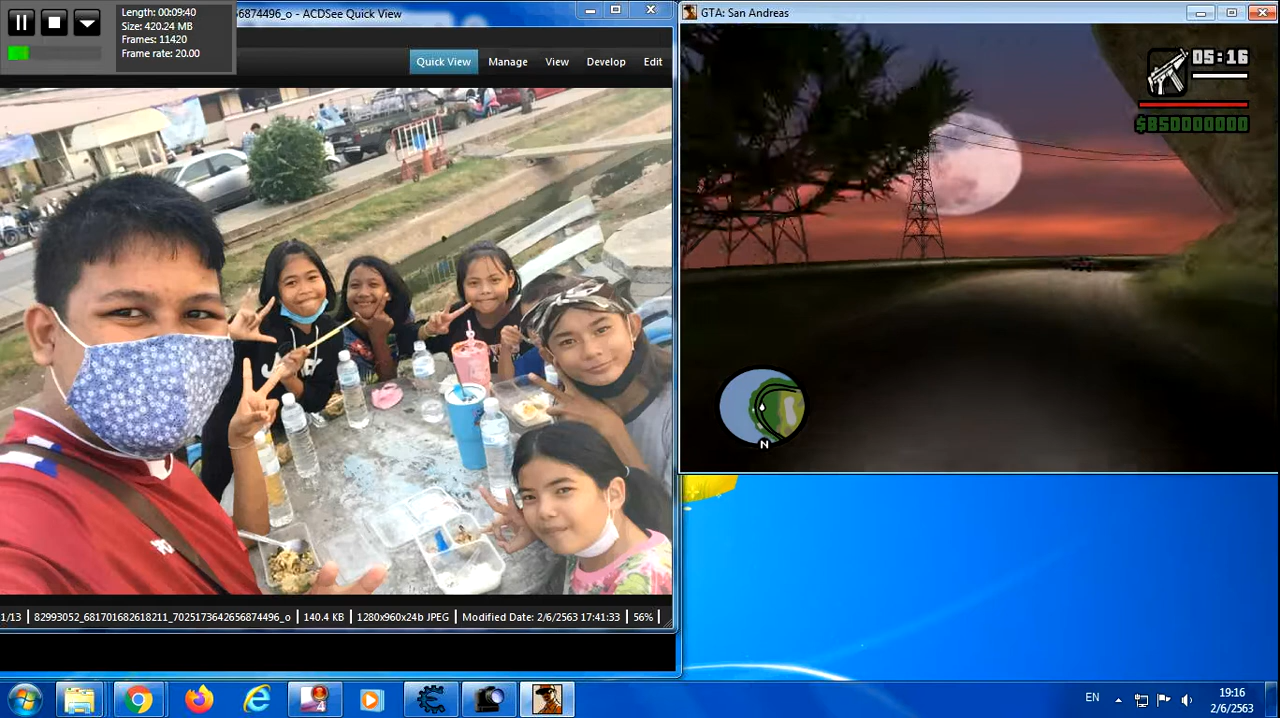 Length: 00:09:40
Size: 420.24 MB
Frames: 11420
Frame rate: 20.00
56874496_o - ACDSee Quick View
Quick View Manage View Develop Edit
1/13 82993052_681701682618211_7025173642656874496_o 140.4 KB 1280x960x24b JPEG Modified Date: 2/6/2563 17:41:33 56%
GTA: San Andreas
05:16
$850000000
N
4
EN
19:16
2/6/2563